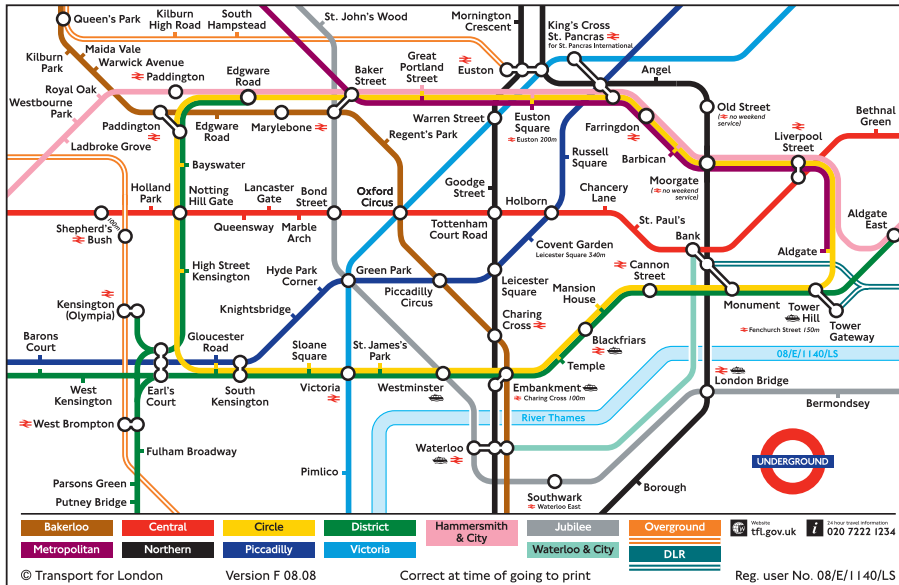 Queen's Park
Kilburn
High Road
South
Hampstead
St. John's Wood
Mornington
Crescent
King's Cross
St. Pancras
for St. Pancras International
Kilburn
Park
Maida Vale
Warwick Avenue
Paddington
Edgware
Road
Baker
Street
Great
Portland
Street
Euston
Angel
Royal Oak
Westbourne
Park
Ladbroke Grove
Paddington
Edgware
Road
Marylebone
Warren Street
Euston
Square
Euston 200m
Farringdon
Old Street
(no weekend
service)
Bethnal
Green
Liverpool
Street
Regent's Park
Russell
Square
Barbican
Moorgate
(no weekend
service)
Bayswater
Holland
Park
Notting
Hill Gate
Lancaster
Gate
Bond
Street
Oxford
Circus
Goodge
Street
Holborn
Chancery
Lane
St. Paul's
Bank
Aldgate
East
100m
Shepherd's
Bush
Queensway
Marble
Arch
Tottenham
Court Road
Covent Garden
Leicester Square 340m
Cannon
Street
Aldgate
High Street
Kensington
Hyde Park
Corner
Green Park
Piccadilly
Circus
Leicester
Square
Mansion
House
Monument
Tower
Hill
Fenchurch Street 150m
Tower
Gateway
Kensington
(Olympia)
Knightsbridge
Charing
Cross
Blackfriars
Temple
Barons
Court
Gloucester
Road
Sloane
Square
St. James's
Park
08/E/1140/LS
West
Kensington
Earl's
Court
South
Kensington
Victoria
Westminster
Embankment
Charing Cross 100m
London Bridge
Bermondsey
West Brompton
River Thames
Fulham Broadway
Waterloo
UNDERGROUND
Parsons Green
Putney Bridge
Pimlico
Southwark
Waterloo East
Borough
Bakerloo
Central
Circle
District
Hammersmith
& City
Jubilee
Overground
Website
tfl.gov.uk
24 hour travel information
020 7222 1234
Metropolitan
Northern
Piccadilly
Victoria
Waterloo & City
DLR
© Transport for London
Version F 08.08
Correct at time of going to print
Reg. user No. 08/E/1140/LS